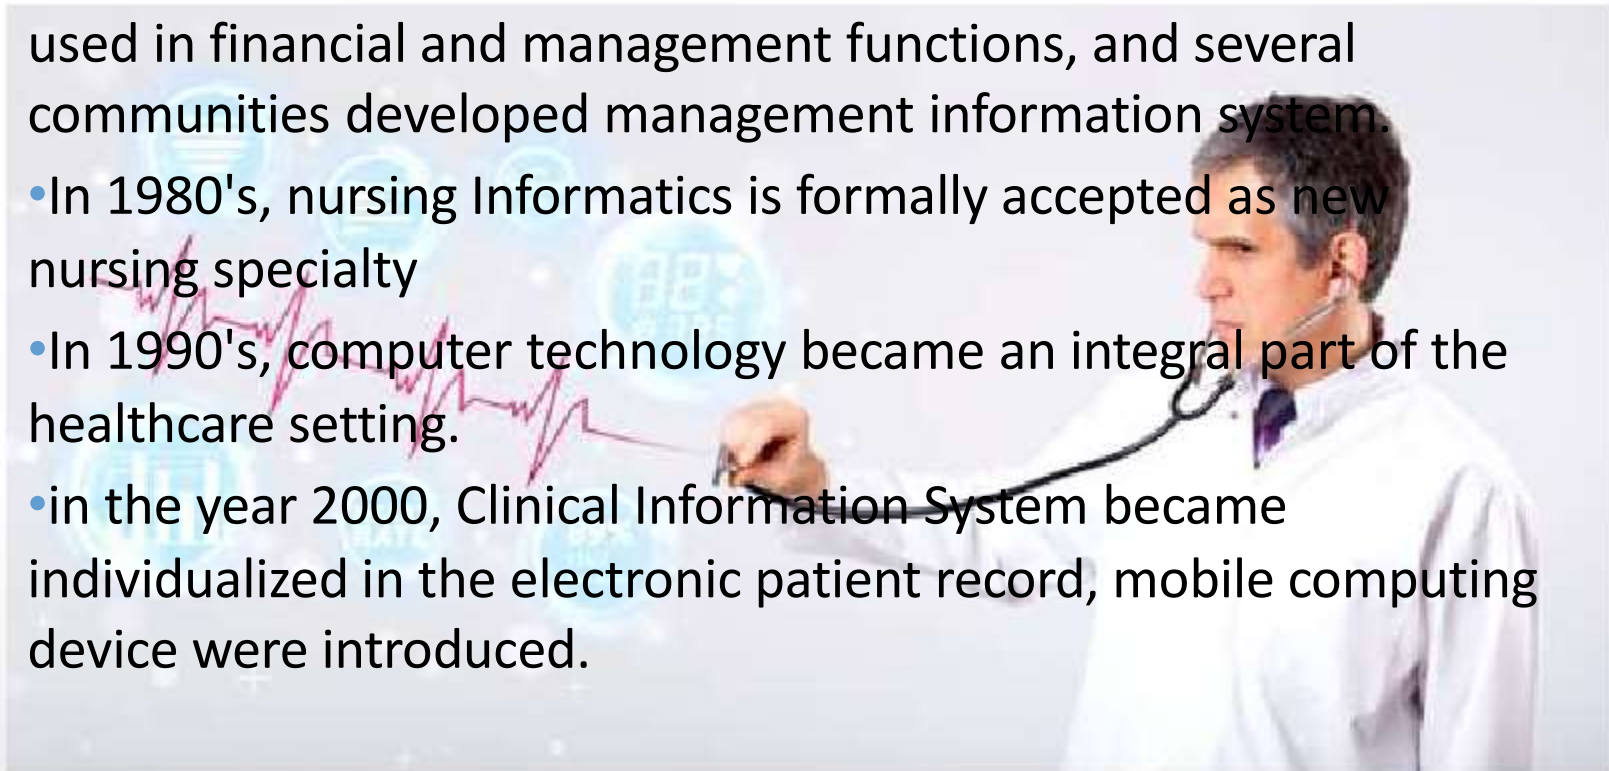 used in financial and management functions, and several
communities developed management information system.
•In 1980's, nursing Informatics is formally accepted as new
nursing specialty
•In 1990's, computer technology became an integral part of the
healthcare setting.
•in the year 2000, Clinical Information System became
individualized in the electronic patient record, mobile computing
device were introduced.